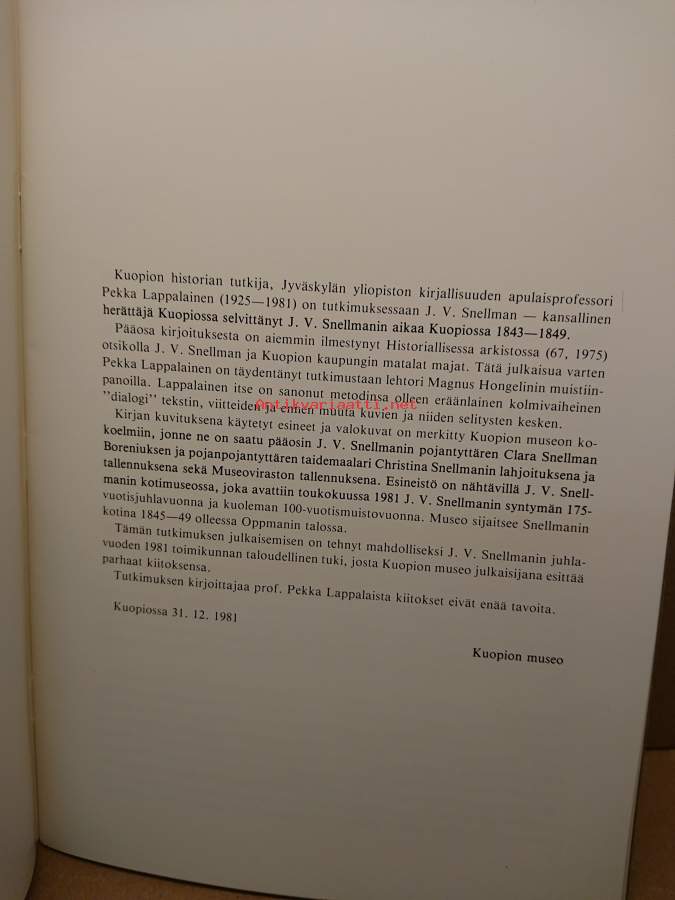 Kuopion historian tutkija, Jyväskylän yliopiston kirjallisuuden apulaisprofessori
Pekka Lappalainen (1925—1981) on tutkimuksessaan J. V. Snellman — kansallinen
herättäjä Kuopiossa selvittänyt J. V. Snellmanin aikaa Kuopiossa 1843—1849.
Pääosa kirjoituksesta on aiemmin ilmestynyt Historiallisessa arkistossa (67, 1975)
otsikolla J. V. Snellman ja Kuopion kaupungin matalat majat. Tätä julkaisua varten
Pekka Lappalainen on täydentänyt tutkimustaan lehtori Magnus Hongelinin muistiin-
panoilla. Lappalainen itse on sanonut metodinsa olleen eräänlainen kolmivaiheinen
”dialogi” tekstin, viitteiden ja ennen muuta kuvien ja niiden selitysten kesken.
Antikvariaatti.net
Kirjan kuvituksena käytetyt esineet ja valokuvat on merkitty Kuopion museon ko-
koelmiin, jonne ne on saatu pääosin J. V. Snellmanin pojantyttären Clara Snellman
Boreniuksen ja pojanpojantyttären taidemaalari Christina Snellmanin lahjoituksena ja
tallennuksena sekä Museoviraston tallennuksena. Esineistö on nähtävillä J. V. Snell-
manin kotimuseossa, joka avattiin toukokuussa 1981 J. V. Snellmanin syntymän 175-
vuotisjuhlavuonna ja kuoleman 100-vuotismuistovuonna. Museo sijaitsee Snellmanin
kotina 1845—49 olleessa Oppmanin talossa.
Tämän tutkimuksen julkaisemisen on tehnyt mahdolliseksi J. V. Snellmanin juhla-
vuoden 1981 toimikunnan taloudellinen tuki, josta Kuopion museo julkaisijana esittää
parhaat kiitoksensa.
Tutkimuksen kirjoittajaa prof. Pekka Lappalaista kiitokset eivät enää tavoita.
Kuopiossa 31. 12. 1981
Kuopion museo